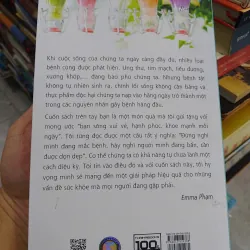 Khi cuộc sống của chúng ta ngày càng đầy đủ, nhiều loại
bệnh cũng được phát hiện. Ung thư, tim mạch, tiểu đường,
xương khớp,... đang bao phủ chúng ta. Nhưng bệnh tật
không tự nhiên sinh ra, chính lối sống không cân bằng và
thực phẩm độc hại chúng ta nạp vào hằng ngày trở thành một
trong các nguyên nhân gây bệnh hàng đầu.
Cuốn sách trên tay bạn là một món quà mà tôi gửi tặng với
mong ước "bạn sống vui vẻ, hạnh phúc, khỏe mạnh mỗi
ngày". Tôi từng đọc được một câu rất ý nghĩa "Đừng nghĩ
mình đang mắc bệnh, hãy nghĩ người mình đang bẩn, cần
được dọn dẹp". Cơ thể chúng ta có khả năng tự chữa lành một
cách diệu kỳ. Tôi tin vào điều đó và với cuốn sách này, tôi hy
vọng mình sẽ mang đến một giải pháp hiệu quả cho những
vấn đề sức khỏe mà mọi người đang gặp phải.
Emma Phạm
100